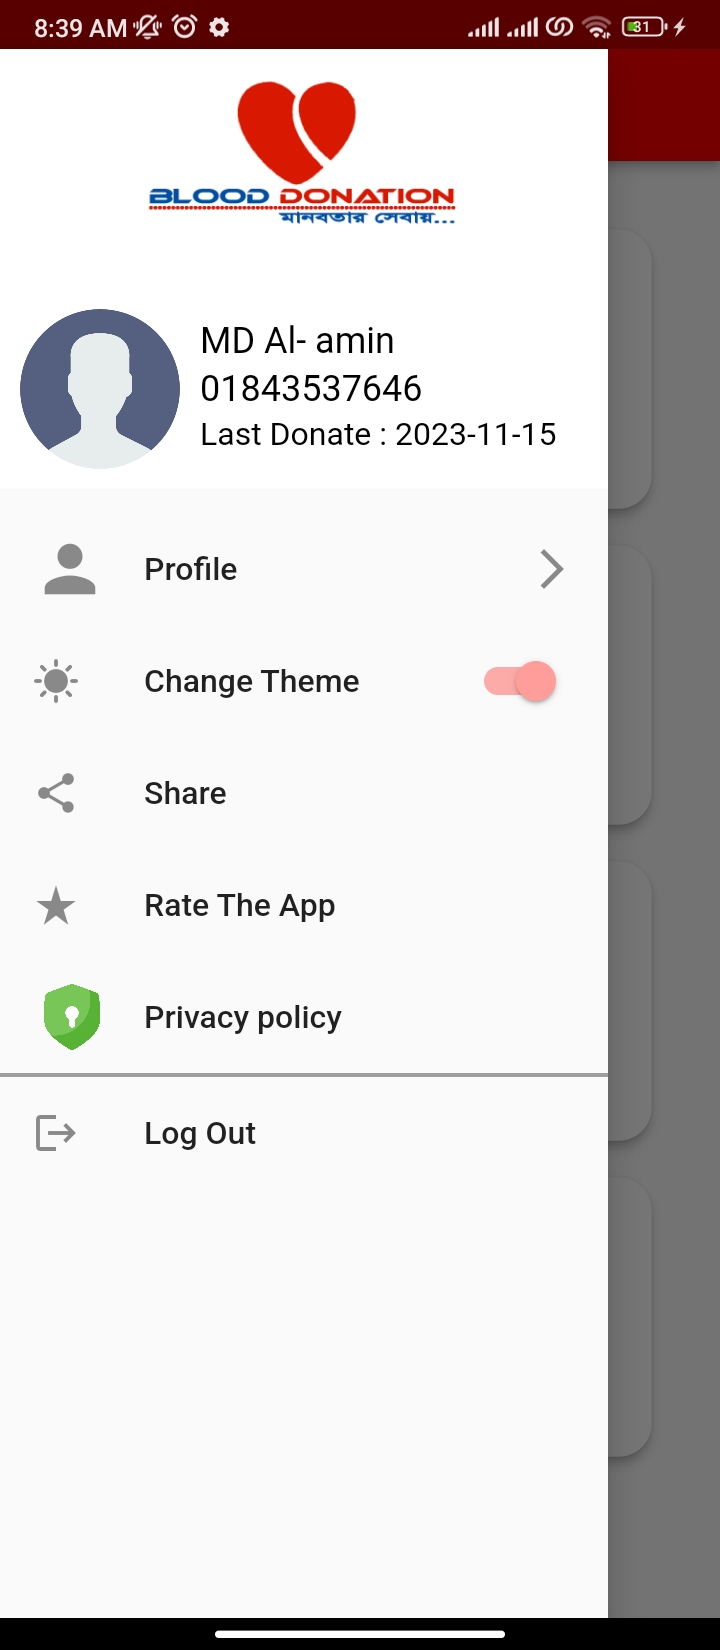 8:39 AM
31
BLOOD DONATION
মানবতার সেবায়...
MD Al- amin
01843537646
Last Donate : 2023-11-15
Profile
Change Theme
Share
Rate The App
Privacy policy
Log Out